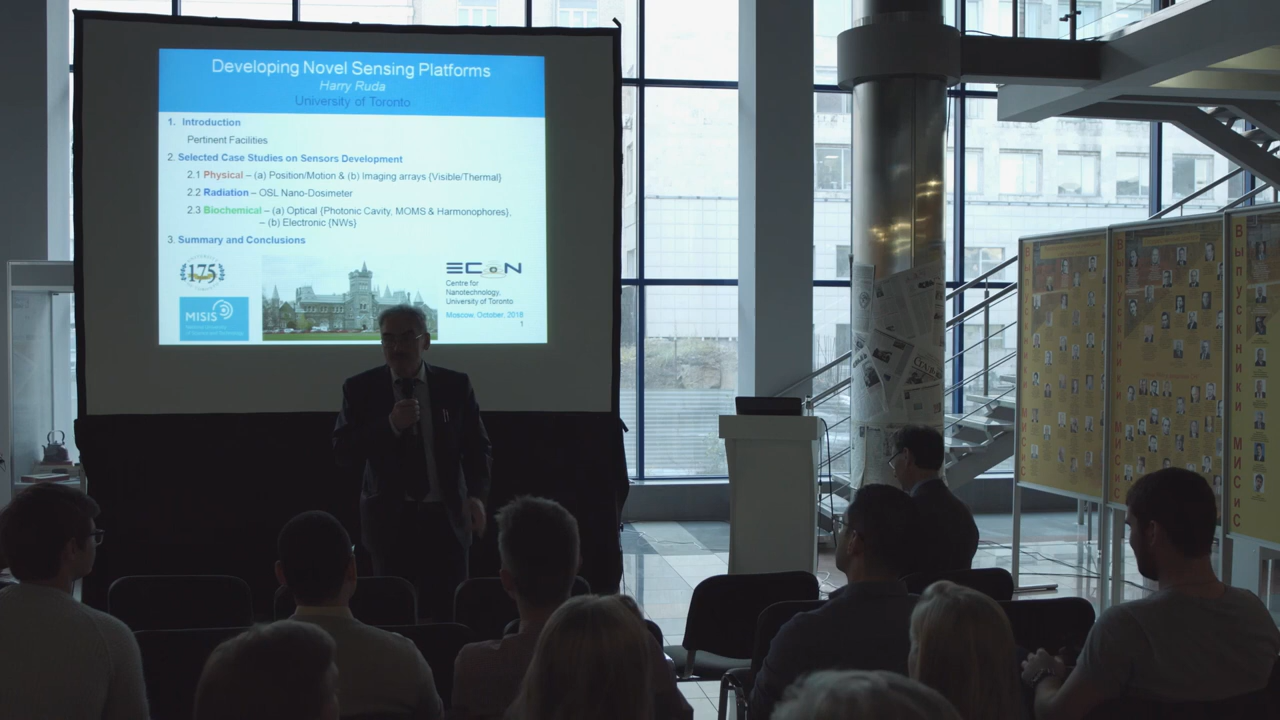 Developing Novel Sensing Platforms
Harry Ruda
University of Toronto
1. Introduction
Pertinent Facilities
2. Selected Case Studies on Sensors Development
2.1 Physical – (a) Position/Motion & (b) Imaging arrays {Visible/Thermal}
2.2 Radiation – OSL Nano-Dosimeter
2.3 Biochemical – (a) Optical {Photonic Cavity, MOMS & Harmonophores},
– (b) Electronic {NWs}
3. Summary and Conclusions
175
ECON
Centre for
Nanotechnology,
University of Toronto
MISIS
Moscow, October, 2018
1
ВЫПУСКНИКИ МИСиС